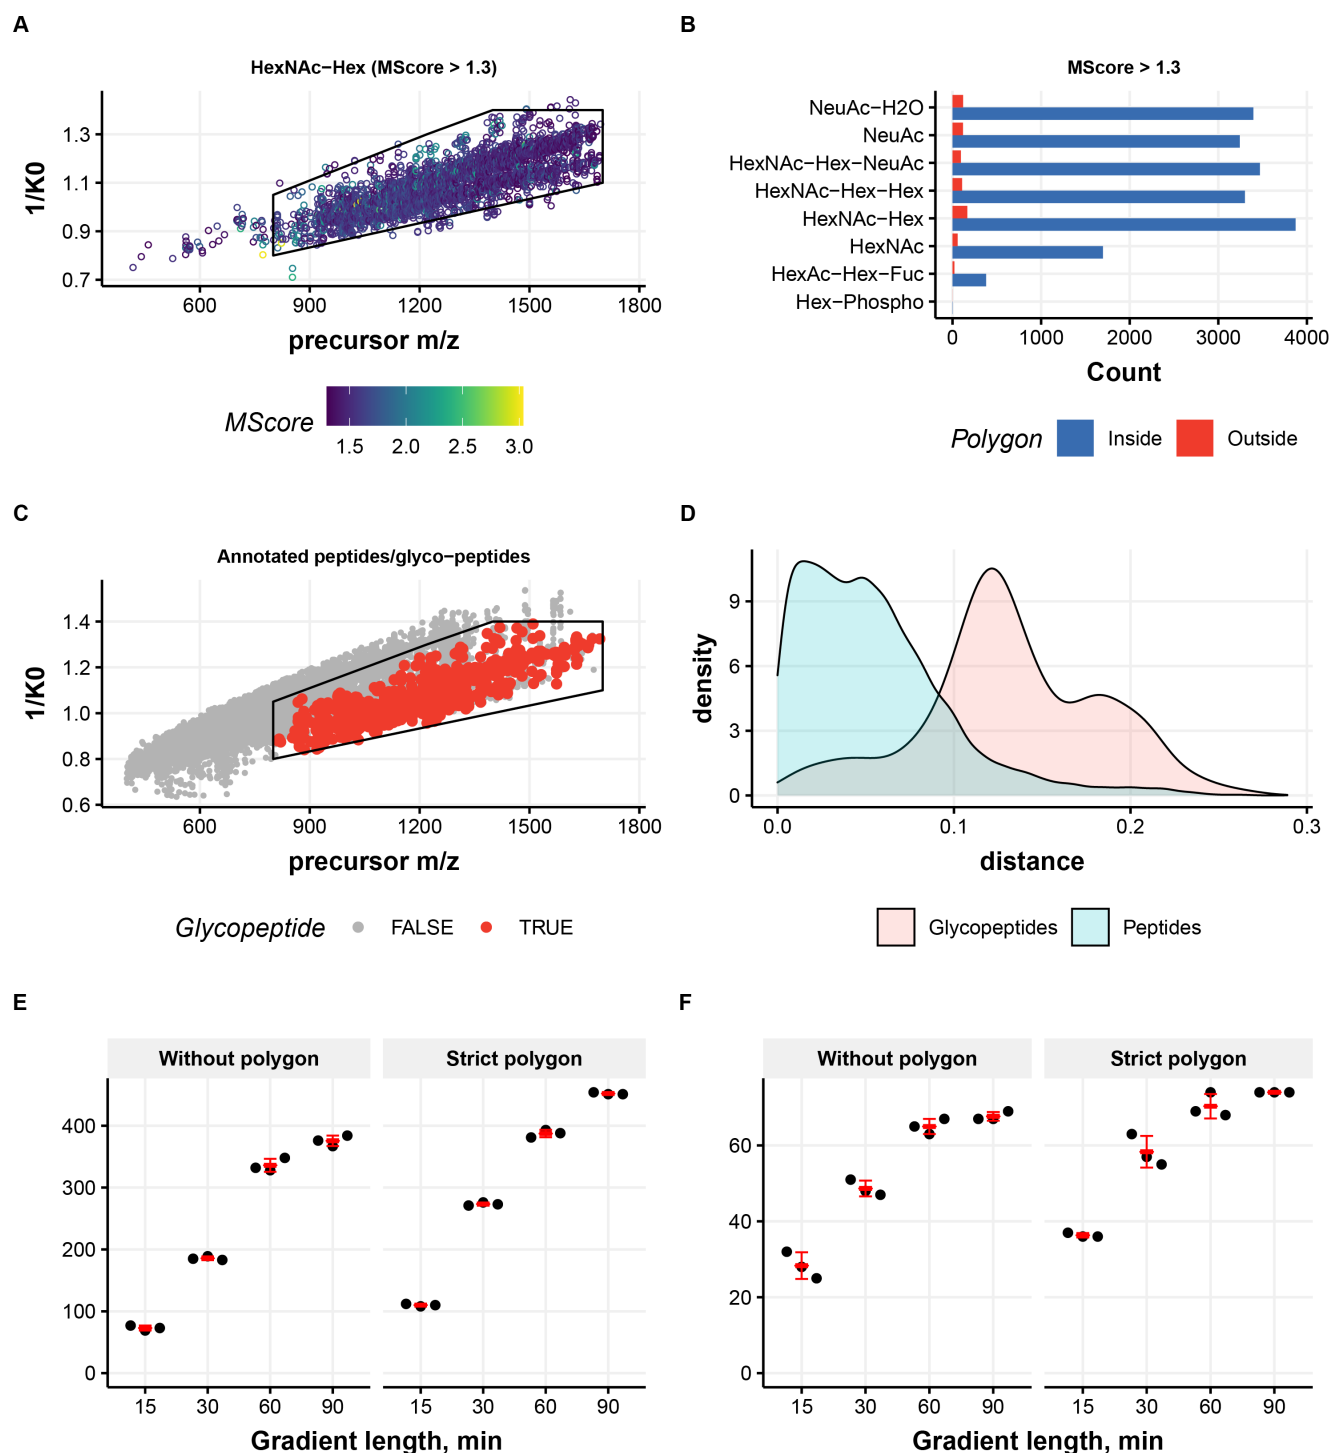 A
HexNAc−Hex (MScore > 1.3)
1/K0
1.3
1.1
0.9
0.7
600 900 1200 1500 1800
precursor m/z
MScore
1.5 2.0 2.5 3.0
B
MScore > 1.3
NeuAc−H2O
NeuAc
HexNAc−Hex−NeuAc
HexNAc−Hex−Hex
HexNAc−Hex
HexNAc
HexAc−Hex−Fuc
Hex−Phospho
0 1000 2000 3000 4000
Count
Polygon Inside Outside
C
Annotated peptides/glyco−peptides
1/K0
1.4
1.2
1.0
0.8
0.6
600 900 1200 1500 1800
precursor m/z
Glycopeptide FALSE TRUE
D
density
9
6
3
0
0.0 0.1 0.2 0.3
distance
Glycopeptides Peptides
E
Without polygon Strict polygon
400
300
200
100
0
15 30 60 90 15 30 60 90
Gradient length, min
F
Without polygon Strict polygon
60
40
20
0
15 30 60 90 15 30 60 90
Gradient length, min